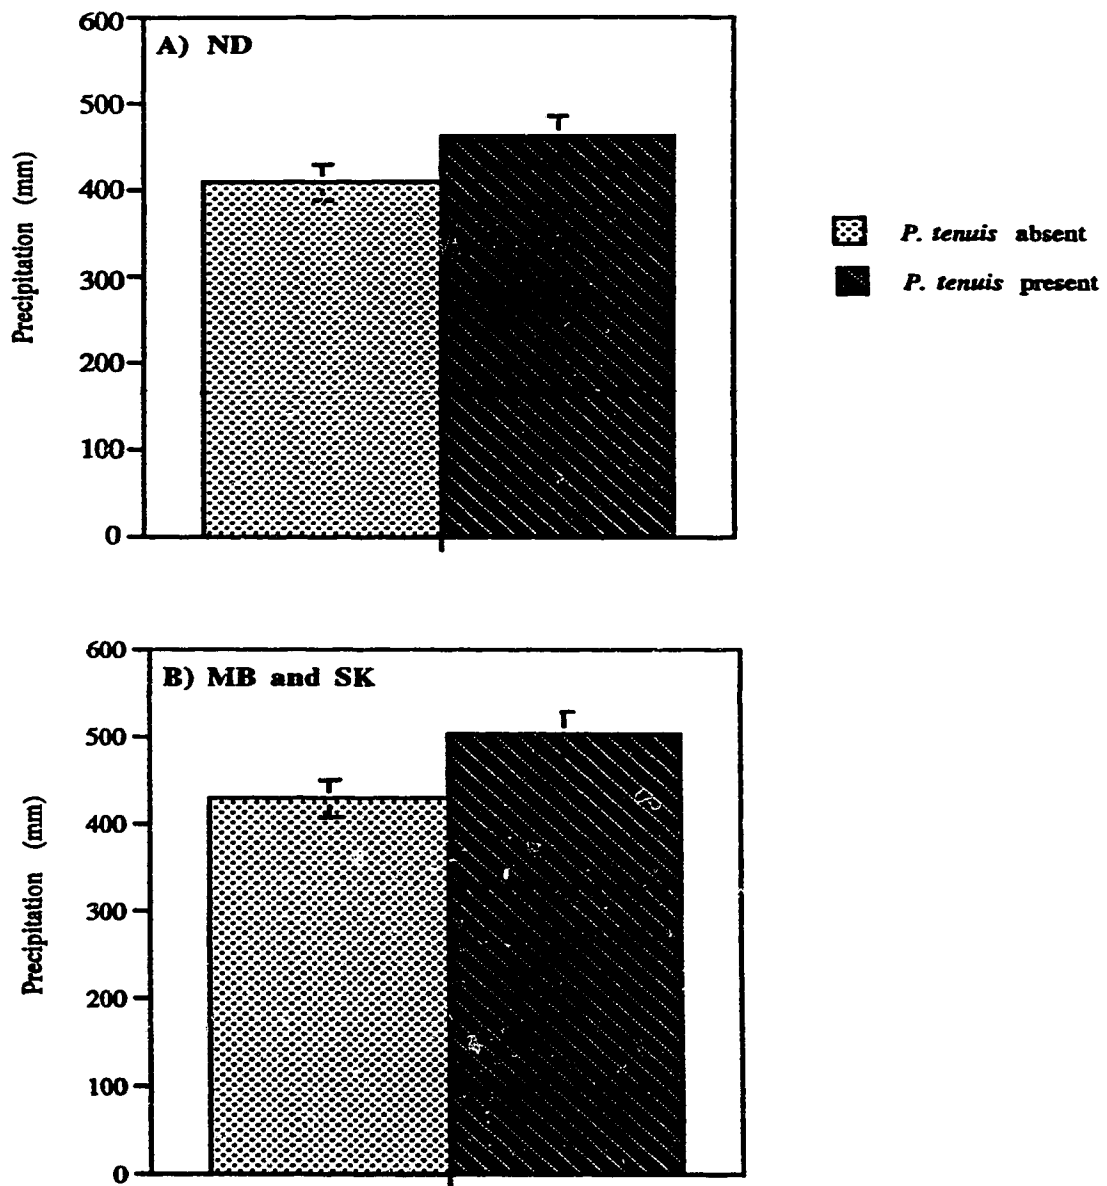 A) ND
600
500
400
300
200
100
0
Precipitation (mm)
P. tenuis absent
P. tenuis present
B) MB and SK
600
500
400
300
200
100
0
Precipitation (mm)